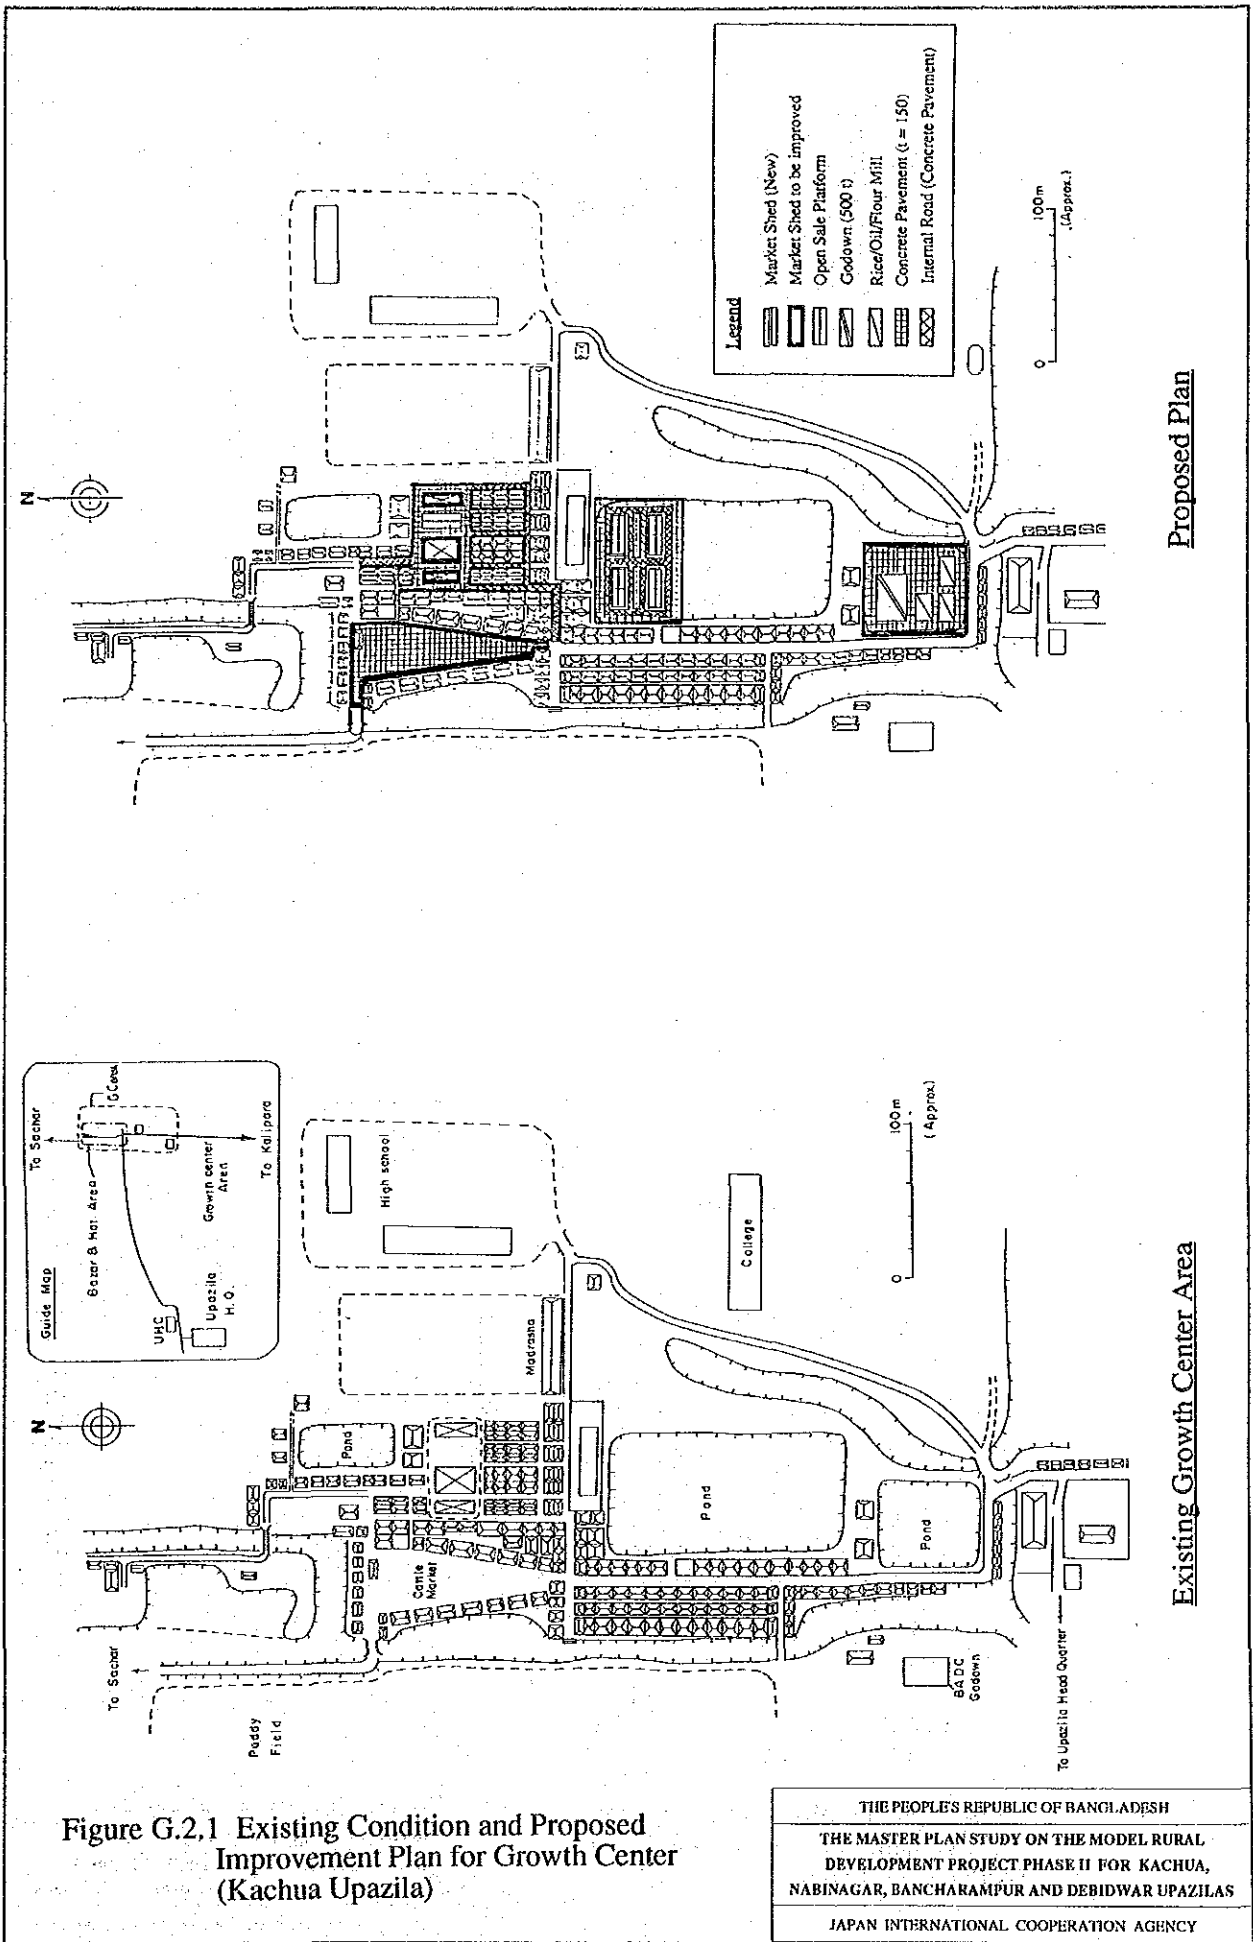 N
Legend
Market Shed (New)
Market Shed to be improved
Open Sale Platform
Godown (500 t)
Rice/Oil/Flour Mill
Concrete Pavement (t = 150)
Internal Road (Concrete Pavement)
0
100m
(Approx.)
Proposed Plan
Guide Map
To Sachar
G.Center
Bazar & Hat Area
UHC
Upazila
H.Q.
Growth center
Area
To Kalipara
N
To Sachar
Paddy
Field
Pond
Cattle
Market
High school
Madrasha
College
Pond
Pond
BADC
Godown
To Upazila Head Quarter
0
100m
(Approx.)
Existing Growth Center Area
Figure G.2.1 Existing Condition and Proposed
Improvement Plan for Growth Center
(Kachua Upazila)
THE PEOPLE'S REPUBLIC OF BANGLADESH
THE MASTER PLAN STUDY ON THE MODEL RURAL
DEVELOPMENT PROJECT PHASE II FOR KACHUA,
NABINAGAR, BANCHARAMPUR AND DEBIDWAR UPAZILAS
JAPAN INTERNATIONAL COOPERATION AGENCY